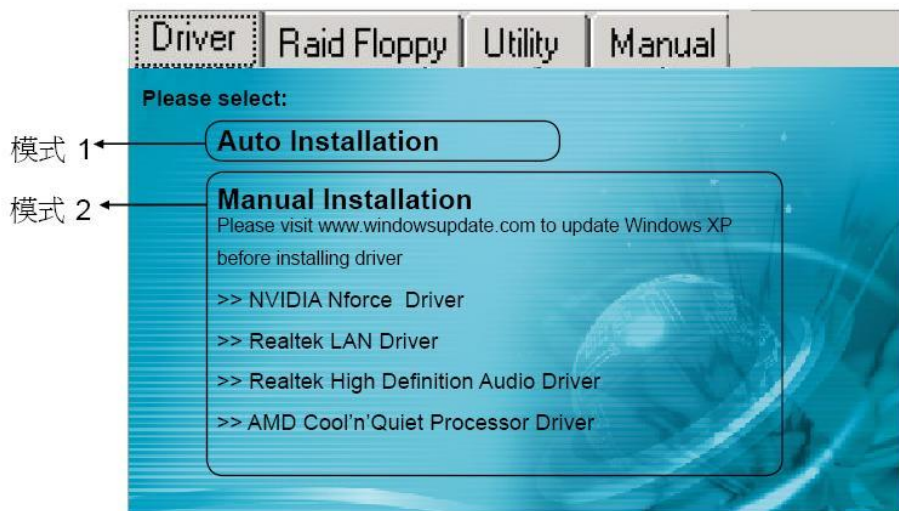 Driver Raid Floppy Utility Manual
Please select:
模式 1
Auto Installation
模式 2
Manual Installation
Please visit www.windowsupdate.com to update Windows XP
before installing driver
>> NVIDIA Nforce Driver
>> Realtek LAN Driver
>> Realtek High Definition Audio Driver
>> AMD Cool'n'Quiet Processor Driver